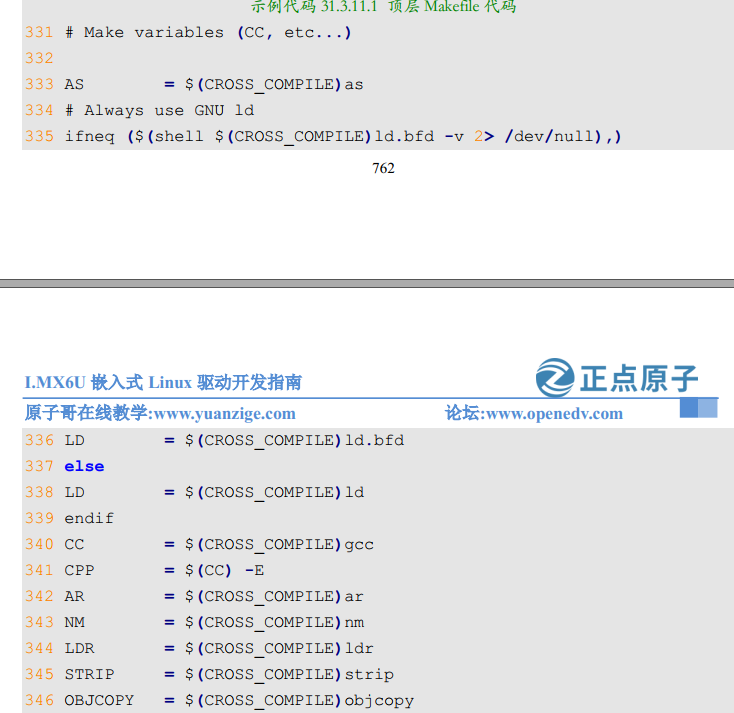 示例代码 31.3.11.1 顶层 Makefile 代码
331 # Make variables (CC, etc...)
332
333 AS = $(CROSS_COMPILE)as
334 # Always use GNU ld
335 ifneq ($(shell $(CROSS_COMPILE)ld.bfd -v 2> /dev/null),)
762
正点原子
I.MX6U 嵌入式 Linux 驱动开发指南
原子哥在线教学:www.yuanzige.com 论坛:www.openedv.com
336 LD = $(CROSS_COMPILE)ld.bfd
337 else
338 LD = $(CROSS_COMPILE)ld
339 endif
340 CC = $(CROSS_COMPILE)gcc
341 CPP = $(CC) -E
342 AR = $(CROSS_COMPILE)ar
343 NM = $(CROSS_COMPILE)nm
344 LDR = $(CROSS_COMPILE)ldr
345 STRIP = $(CROSS_COMPILE)strip
346 OBJCOPY = $(CROSS_COMPILE)objcopy